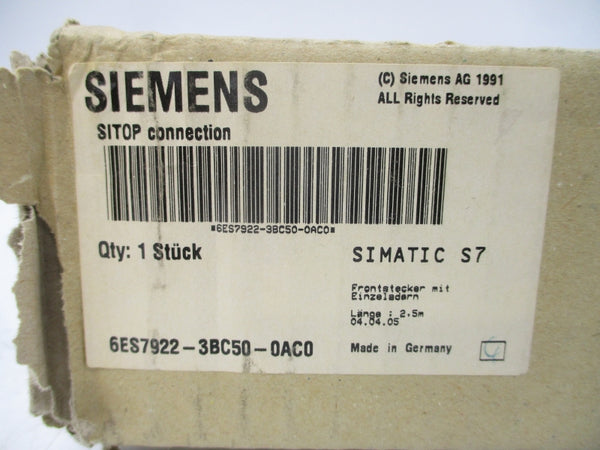 SIEMENS
(C) Siemens AG 1991
ALL Rights Reserved
SITOP connection
*6ES7922-3BC50-0AC0*
Qty: 1 Stück
SIMATIC S7
Frontstecker mit
Einzeladern
Länge : 2.5m
04.04.05
6ES7922-3BC50-0AC0
Made in Germany